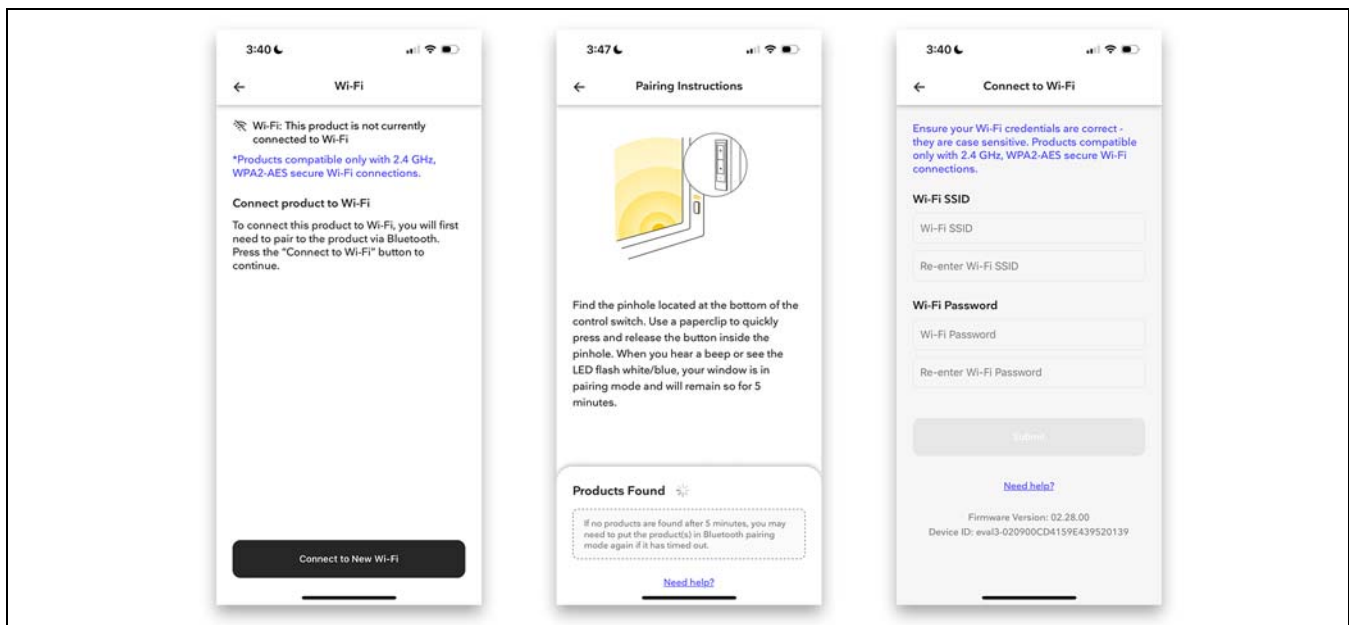 3:40
Wi-Fi
Wi-Fi: This product is not currently
connected to Wi-Fi
*Products compatible only with 2.4 GHz,
WPA2-AES secure Wi-Fi connections.
Connect product to Wi-Fi
To connect this product to Wi-Fi, you will first
need to pair to the product via Bluetooth.
Press the "Connect to Wi-Fi" button to
continue.
Connect to New Wi-Fi
3:47
Pairing Instructions
Find the pinhole located at the bottom of the
control switch. Use a paperclip to quickly
press and release the button inside the
pinhole. When you hear a beep or see the
LED flash white/blue, your window is in
pairing mode and will remain so for 5
minutes.
Products Found
If no products are found after 5 minutes, you may
need to put the product(s) in Bluetooth pairing
mode again if it has timed out.
Need help?
3:40
Connect to Wi-Fi
Ensure your Wi-Fi credentials are correct -
they are case sensitive. Products compatible
only with 2.4 GHz, WPA2-AES secure Wi-Fi
connections.
Wi-Fi SSID
Wi-Fi SSID
Re-enter Wi-Fi SSID
Wi-Fi Password
Wi-Fi Password
Re-enter Wi-Fi Password
Submit
Need help?
Firmware Version: 02.28.00
Device ID: eval3-020900CD4159E439520139